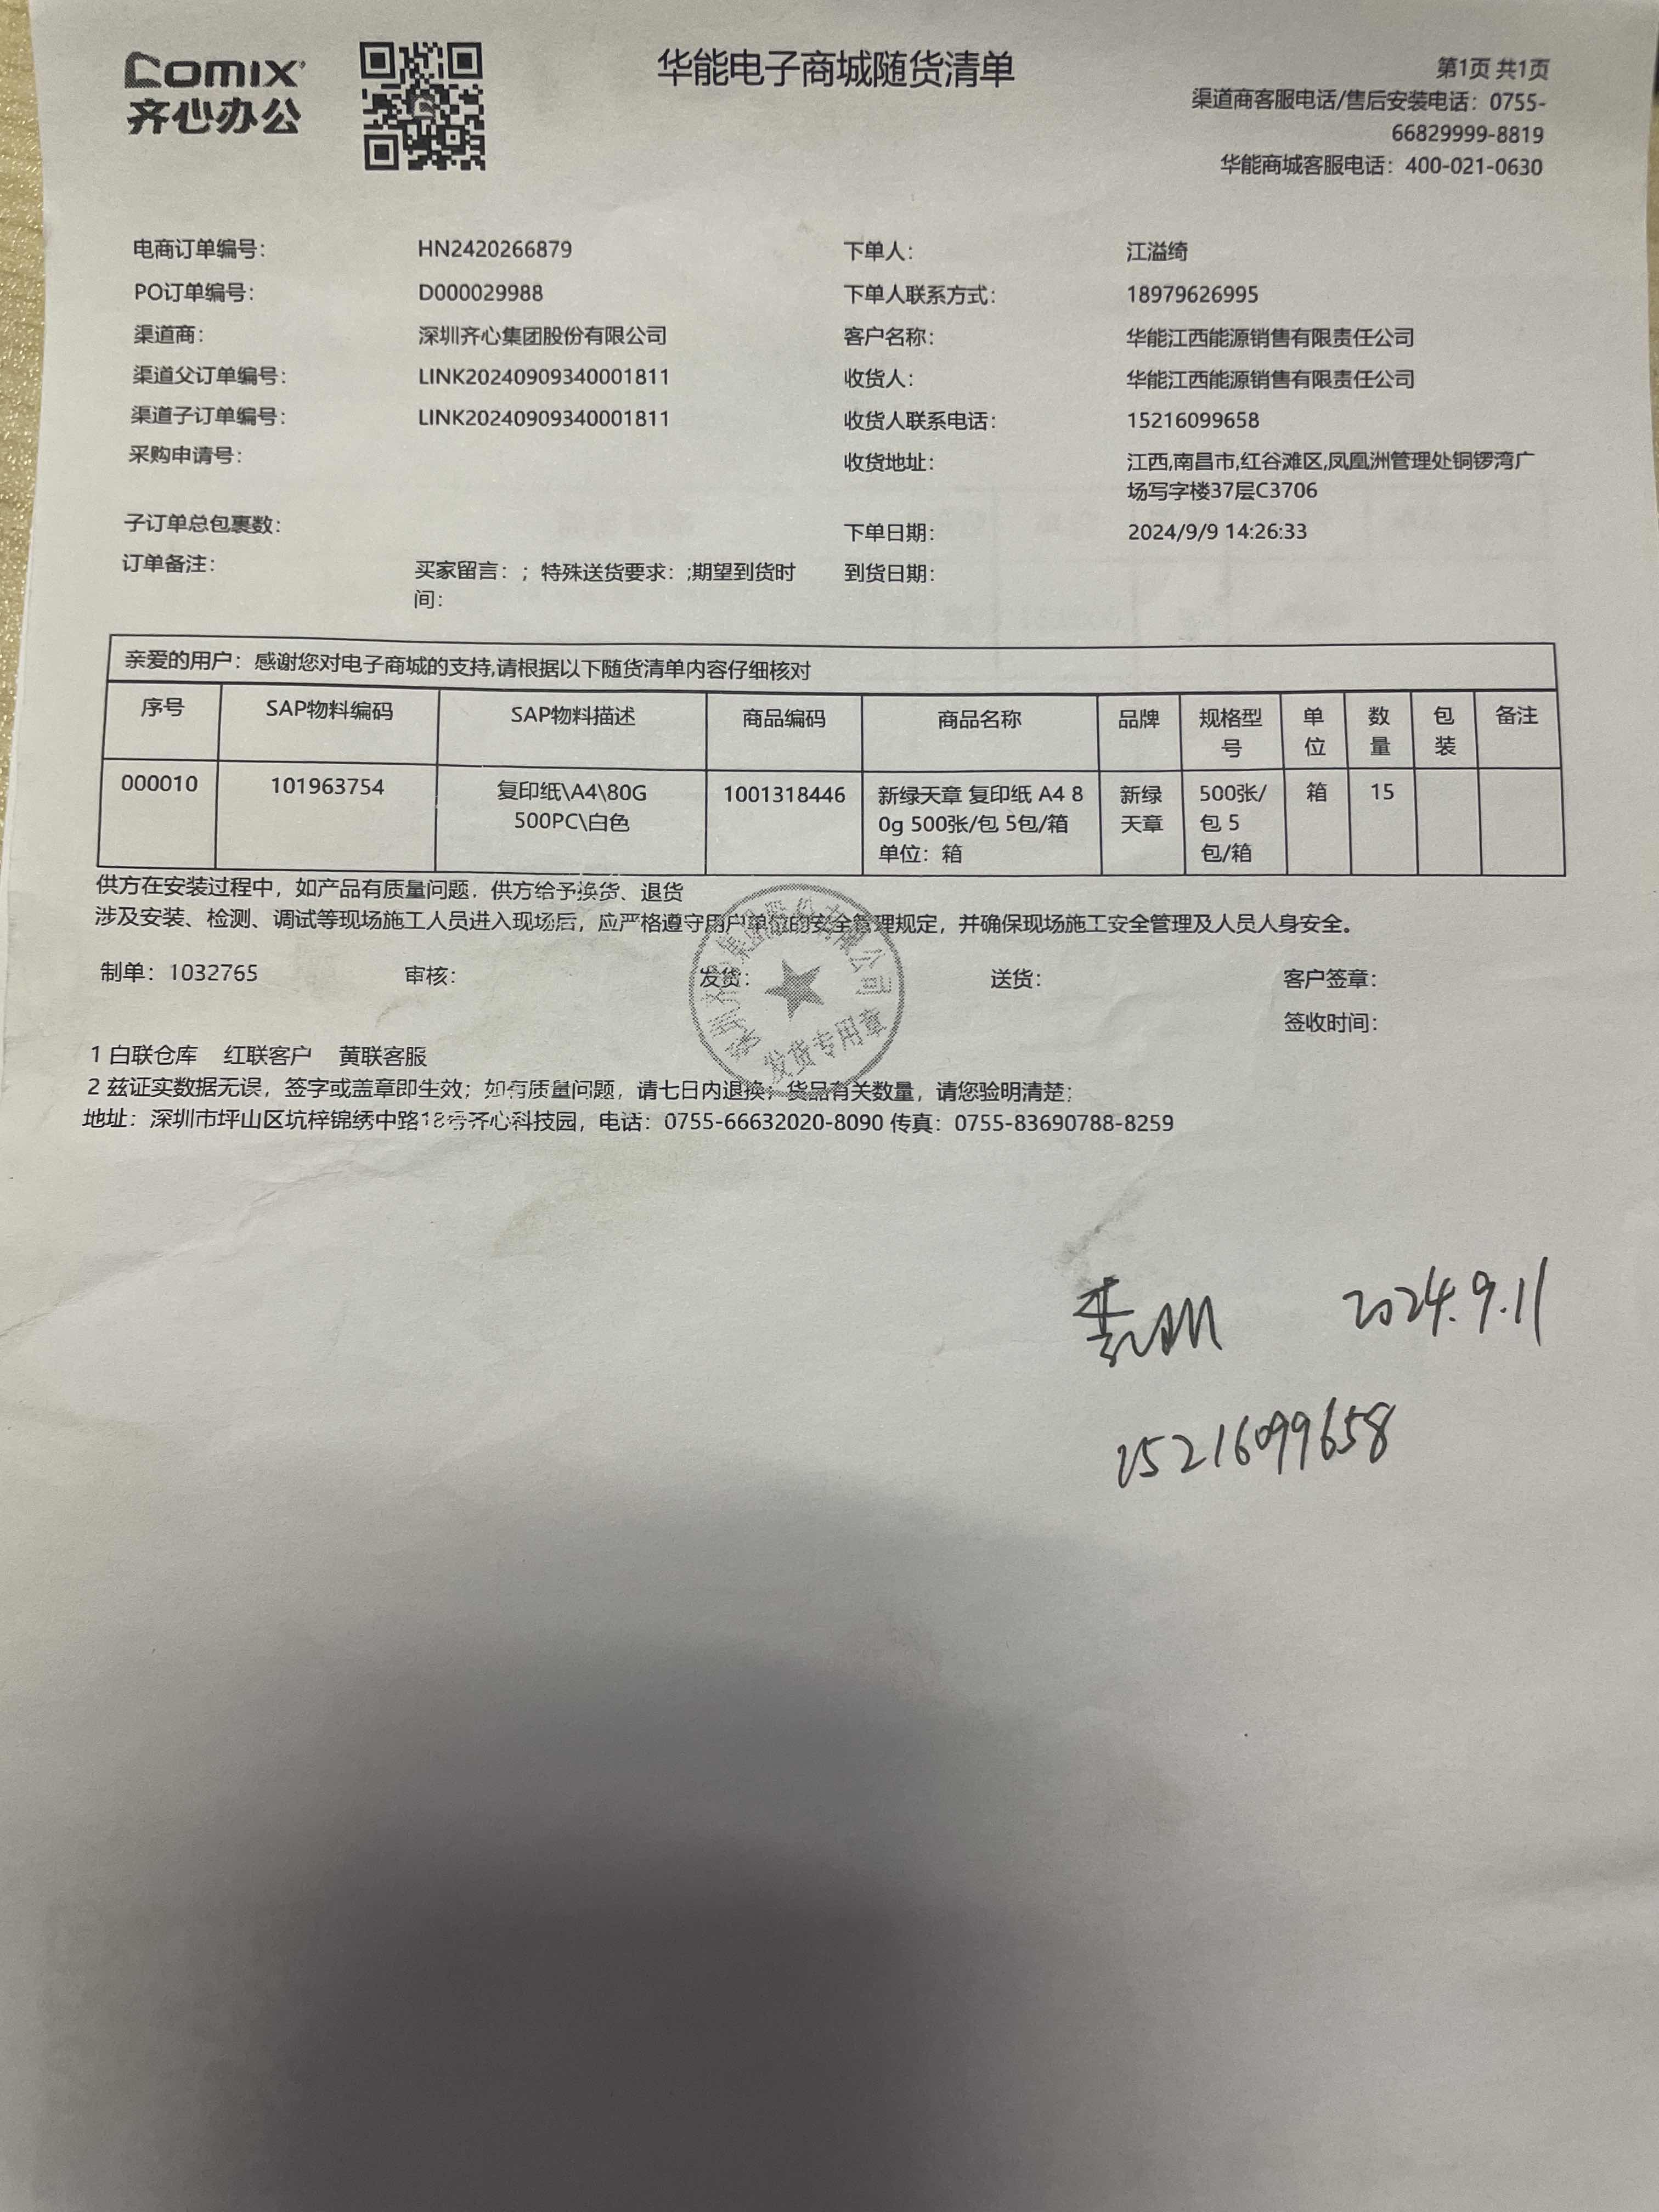 comix
齐心办公
华能电子商城随货清单
第1页 共1页
渠道商客服电话/售后安装电话：0755-
66829999-8819
华能商城客服电话：400-021-0630
电商订单编号： HN2420266879 下单人： 江溢绮
PO订单编号： D000029988 下单人联系方式： 18979626995
渠道商： 深圳齐心集团股份有限公司 客户名称： 华能江西能源销售有限责任公司
渠道父订单编号： LINK20240909340001811 收货人： 华能江西能源销售有限责任公司
渠道子订单编号： LINK20240909340001811 收货人联系电话： 15216099658
采购申请号： 收货地址： 江西,南昌市,红谷滩区,凤凰洲管理处铜锣湾广
场写字楼37层C3706
子订单总包裹数： 下单日期： 2024/9/9 14:26:33
订单备注： 买家留言：；特殊送货要求：;期望到货时 到货日期：
间：
亲爱的用户：感谢您对电子商城的支持,请根据以下随货清单内容仔细核对
序号 SAP物料编码 SAP物料描述 商品编码 商品名称 品牌 规格型 单 数 包 备注
号 位 量 装
000010 101963754 复印纸\A4\80G 1001318446 新绿天章 复印纸 A4 8 新绿 500张/ 箱 15
500PC\白色 0g 500张/包 5包/箱 天章 包 5
单位：箱 包/箱
供方在安装过程中，如产品有质量问题，供方给予换货、退货
涉及安装、检测、调试等现场施工人员进入现场后，应严格遵守用户单位的安全管理规定，并确保现场施工安全管理及人员人身安全。
制单：1032765 审核： 发货： 送货： 客户签章：
签收时间：
深圳齐心集团股份有限公司
发货专用章
1 白联仓库 红联客户 黄联客服
2 兹证实数据无误，签字或盖章即生效；如有质量问题，请七日内退换；货品有关数量，请您验明清楚；
地址：深圳市坪山区坑梓锦绣中路18号齐心科技园，电话：0755-66632020-8090 传真：0755-83690788-8259
2024.9.11
15216099658